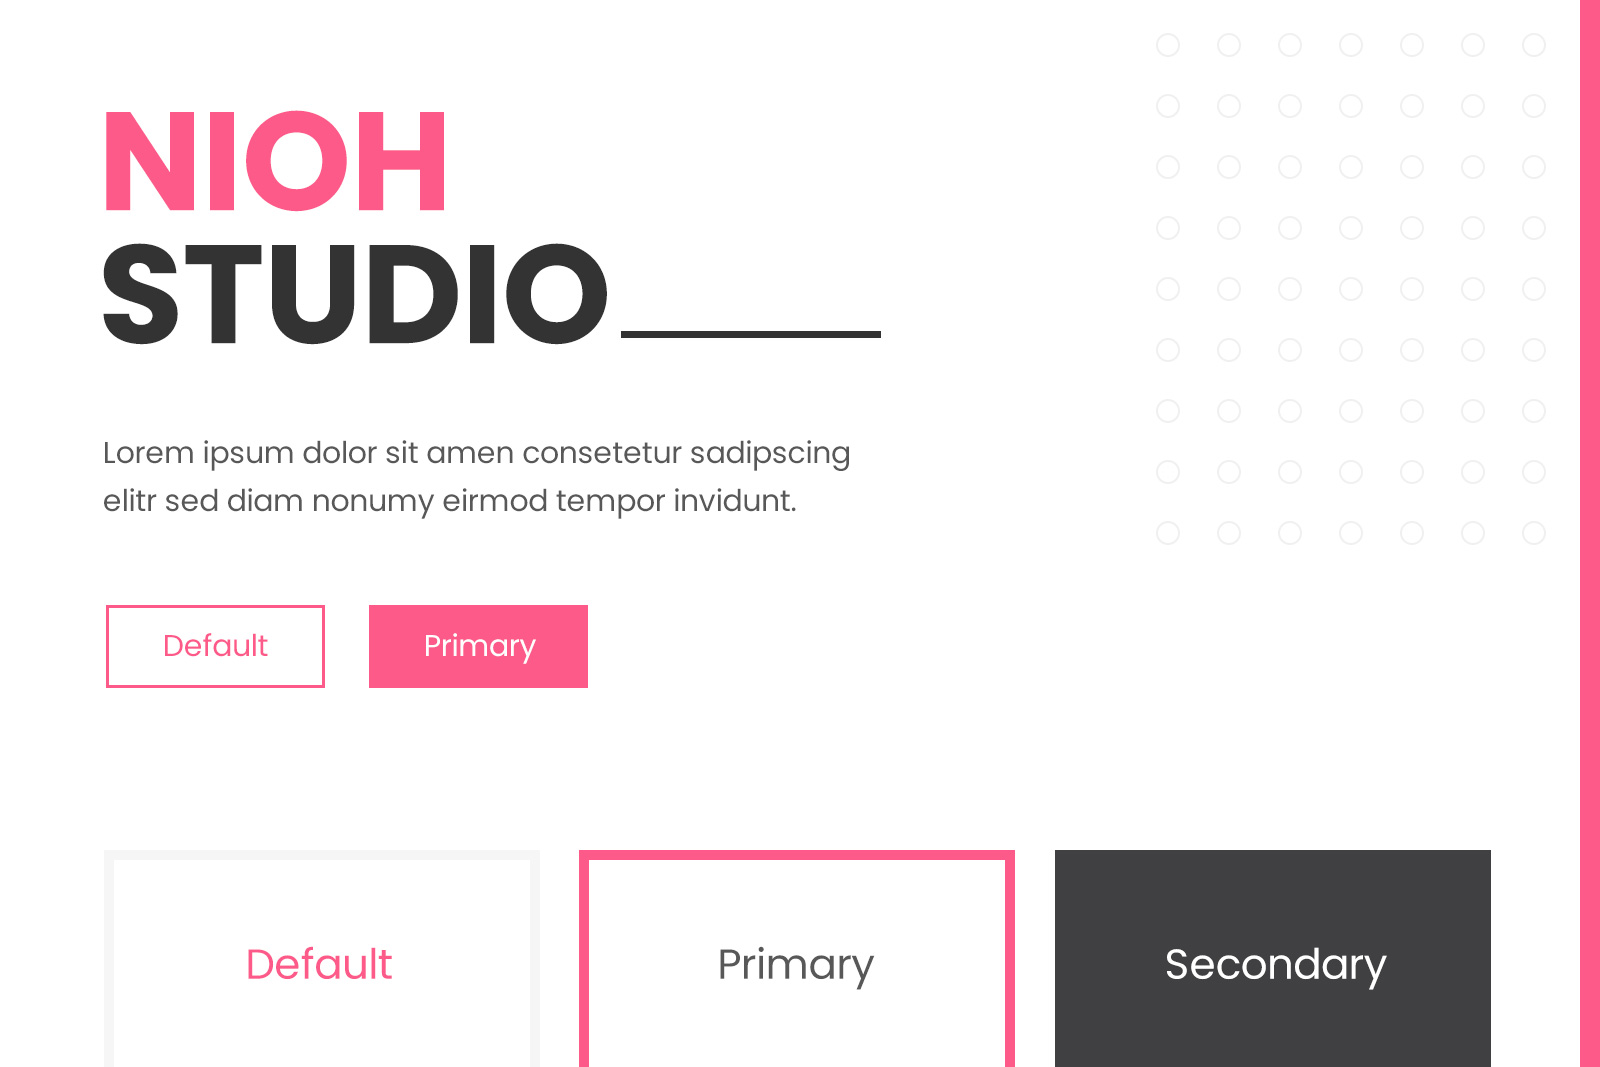 NIOH
STUDIO
Lorem ipsum dolor sit amen consetetur sadipscing
elitr sed diam nonumy eirmod tempor invidunt.
Default Primary
Default Primary Secondary